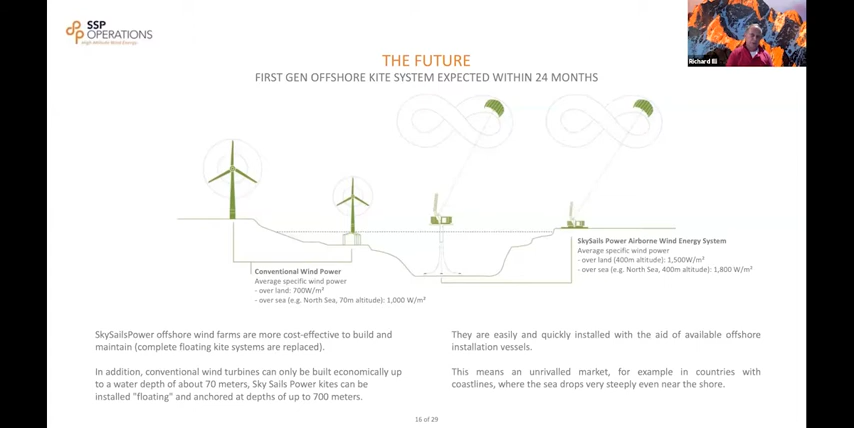 SSP
OPERATIONS
High Altitude Wind Energy
Richard III
THE FUTURE
FIRST GEN OFFSHORE KITE SYSTEM EXPECTED WITHIN 24 MONTHS
SkySails Power Airborne Wind Energy System
Average specific wind power
- over land (400m altitude): 1,500W/m²
- over sea (e.g. North Sea, 400m altitude): 1,800 W/m²
Conventional Wind Power
Average specific wind power
- over land: 700W/m²
- over sea (e.g. North Sea, 70m altitude): 1,000 W/m²
SkySailsPower offshore wind farms are more cost-effective to build and
maintain (complete floating kite systems are replaced).
In addition, conventional wind turbines can only be built economically up
to a water depth of about 70 meters, Sky Sails Power kites can be
installed "floating" and anchored at depths of up to 700 meters.
They are easily and quickly installed with the aid of available offshore
installation vessels.
This means an unrivalled market, for example in countries with
coastlines, where the sea drops very steeply even near the shore.
16 of 29